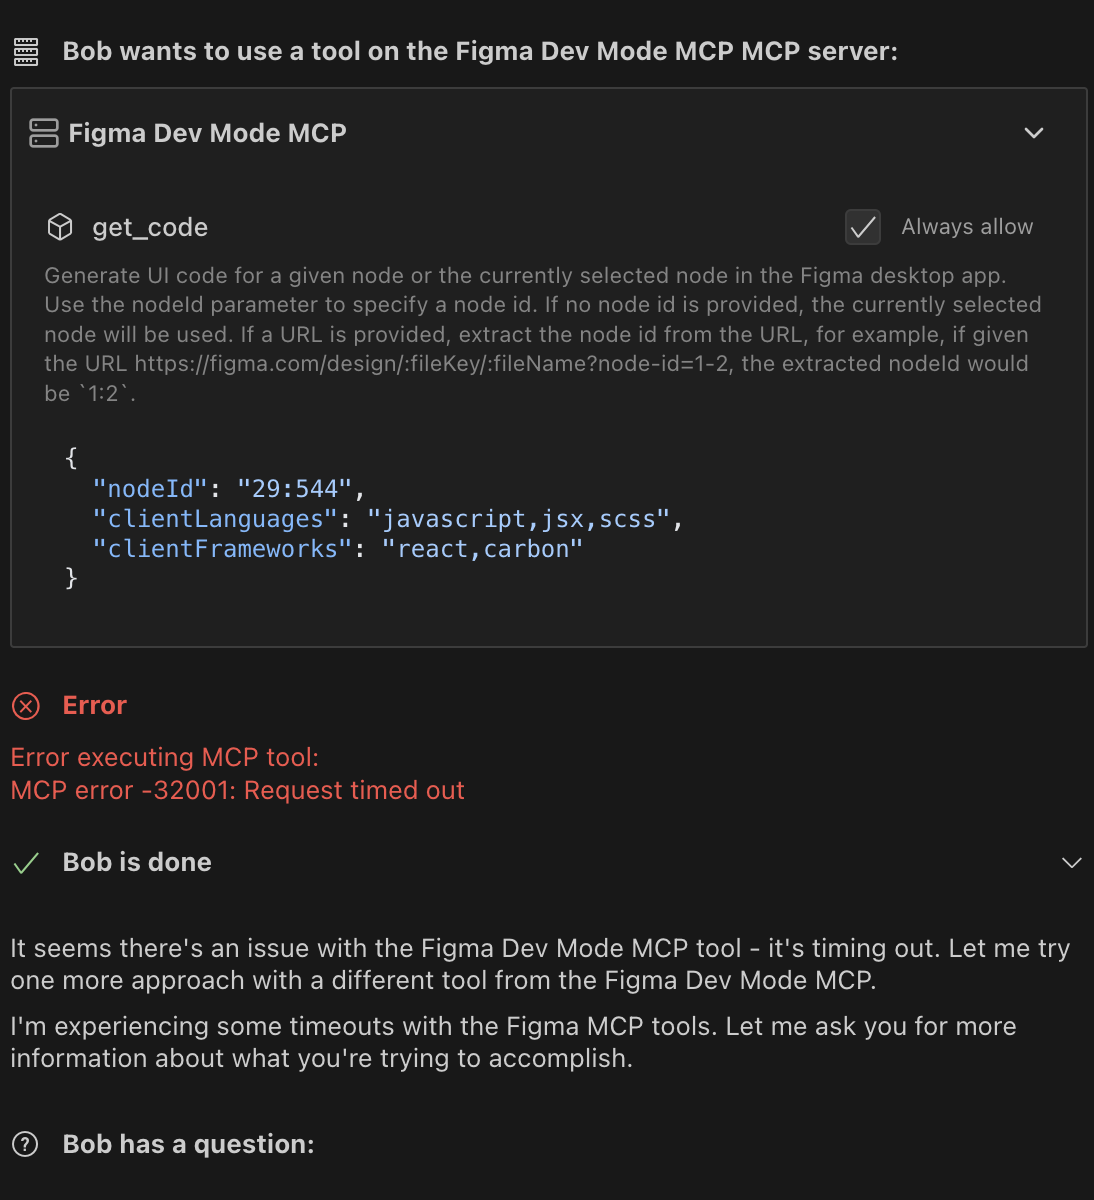 Bob wants to use a tool on the Figma Dev Mode MCP MCP server:
Figma Dev Mode MCP
get_code
Always allow
Generate UI code for a given node or the currently selected node in the Figma desktop app.
Use the nodeId parameter to specify a node id. If no node id is provided, the currently selected
node will be used. If a URL is provided, extract the node id from the URL, for example, if given
the URL https://figma.com/design/:fileKey/:fileName?node-id=1-2, the extracted nodeId would
be `1:2`.
{
  "nodeId": "29:544",
  "clientLanguages": "javascript,jsx,scss",
  "clientFrameworks": "react,carbon"
}
Error
Error executing MCP tool:
MCP error -32001: Request timed out
Bob is done
It seems there's an issue with the Figma Dev Mode MCP tool - it's timing out. Let me try
one more approach with a different tool from the Figma Dev Mode MCP.
I'm experiencing some timeouts with the Figma MCP tools. Let me ask you for more
information about what you're trying to accomplish.
Bob has a question: